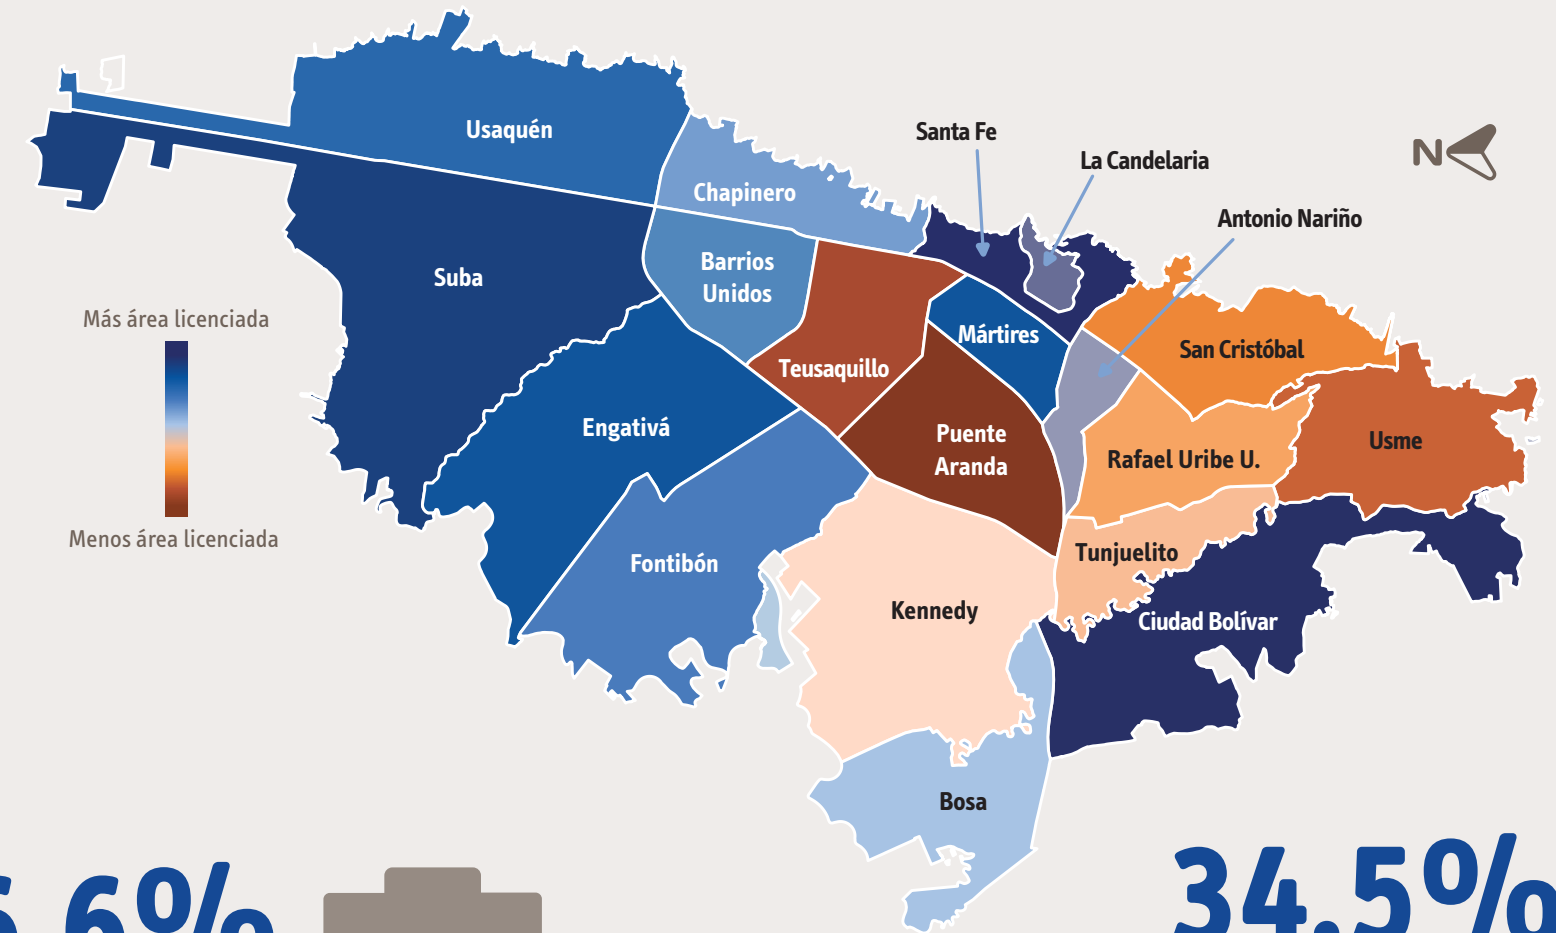 Usaquén
Santa Fe
La Candelaria
N
Chapinero
Antonio Nariño
Suba
Barrios
Unidos
Más área licenciada
Menos área licenciada
Mártires
San Cristóbal
Teusaquillo
Engativá
Puente
Aranda
Rafael Uribe U.
Usme
Fontibón
Tunjuelito
Kennedy
Ciudad Bolívar
Bosa
6%
34.5%